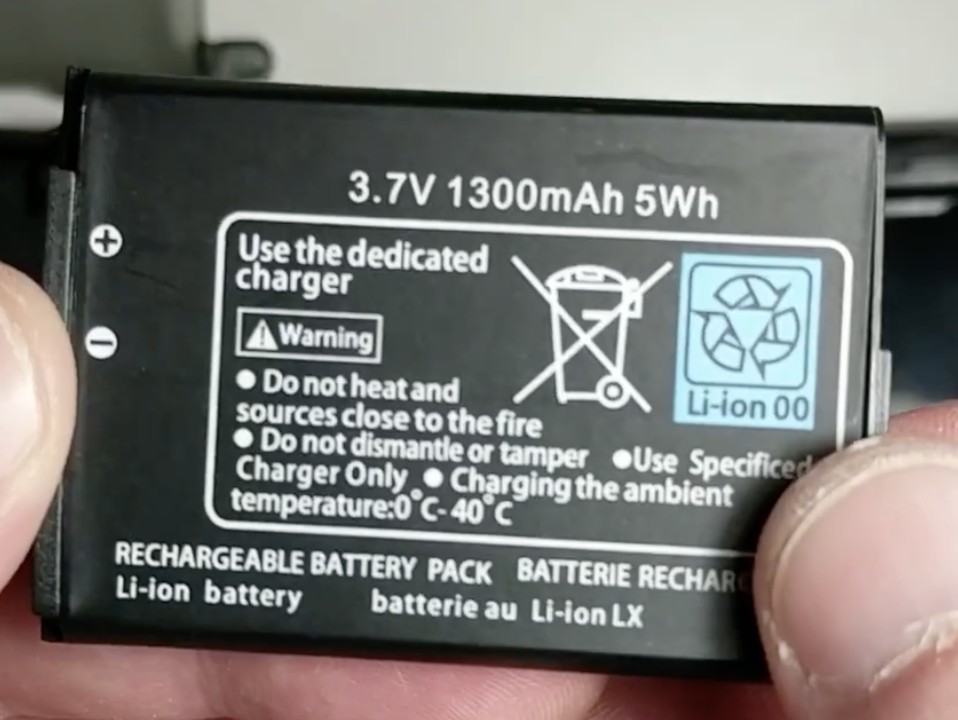 3.7V 1300mAh 5Wh
Use the dedicated
charger
Warning
Li-ion 00
● Do not heat and
sources close to the fire
● Do not dismantle or tamper ●Use Specificed
Charger Only ● Charging the ambient
temperature:0°C-40°C
RECHARGEABLE BATTERY PACK BATTERIE
Li-ion battery batterie au Li-ion LX